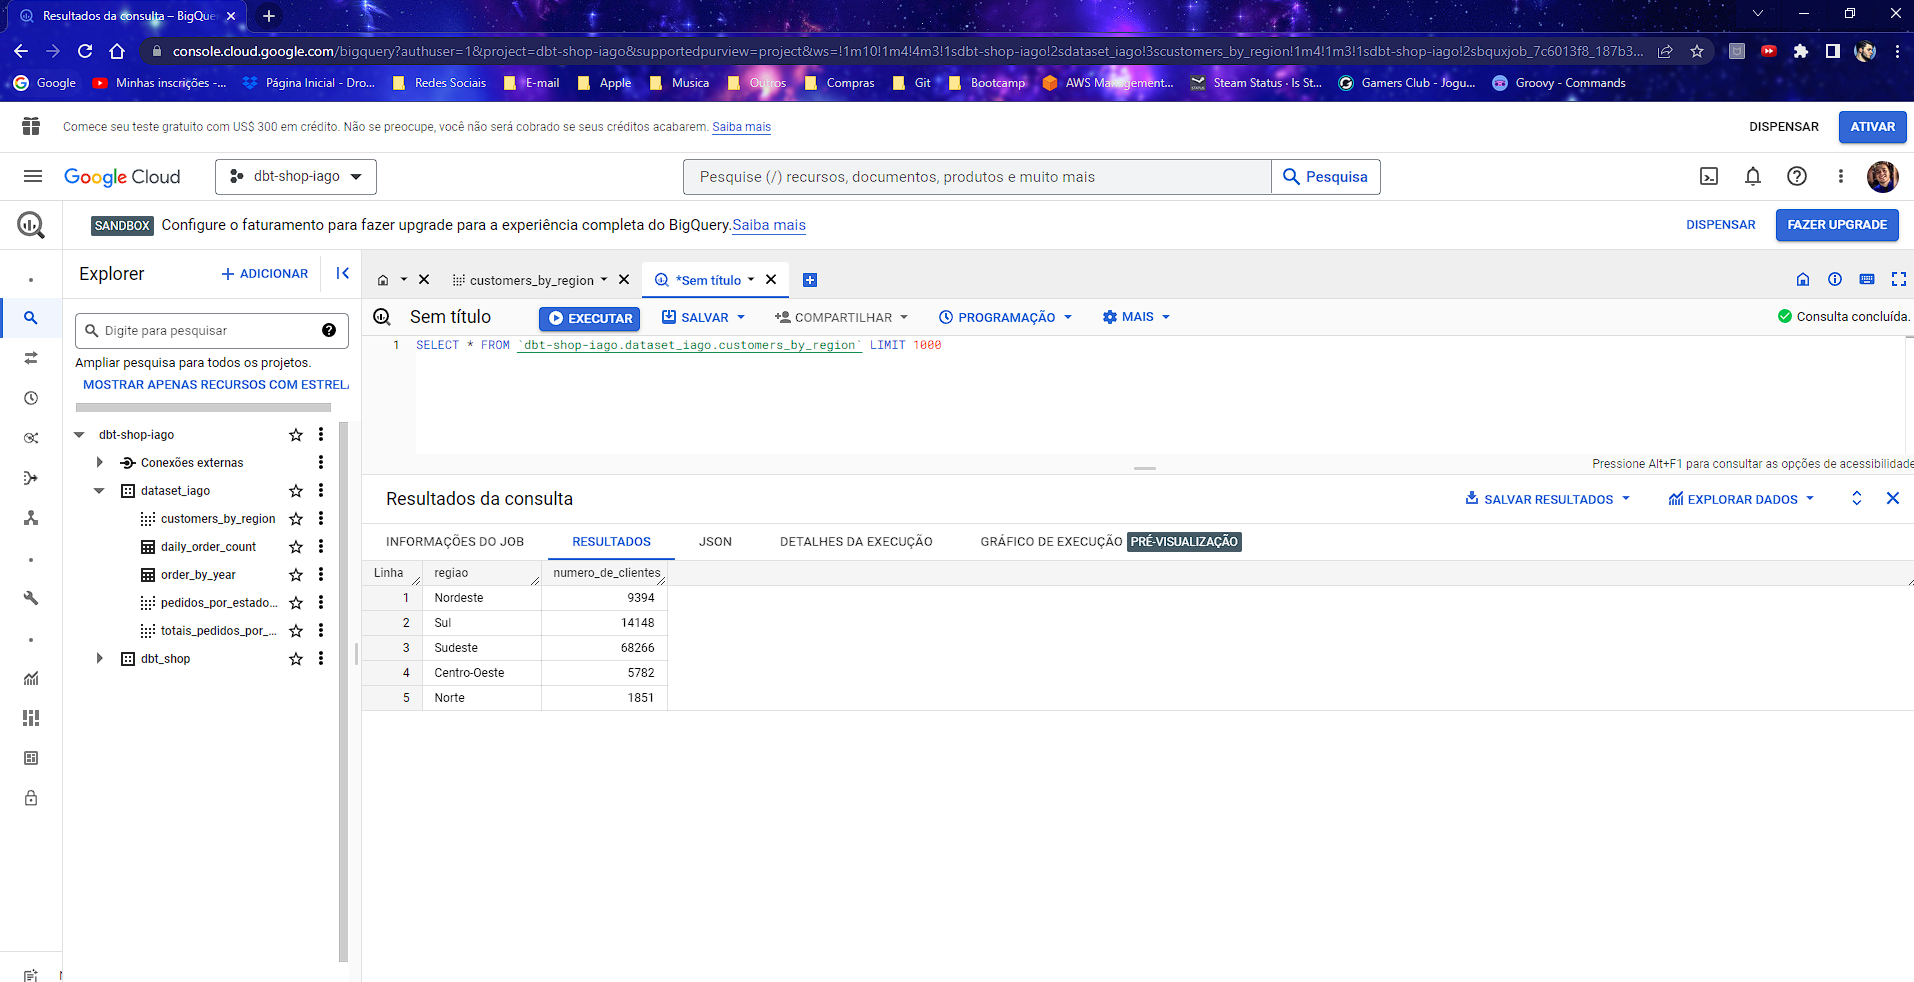 Resultados da consulta – BigQue
console.cloud.google.com/bigquery?authuser=1&project=dbt-shop-iago&supportedpurview=project&ws=!1m10!1m4!4m3!1sdbt-shop-iago!2sdataset_iago!3scustomers_by_region!1m4!1m3!1sdbt-shop-iago!2sbquxjob_7c6013f8_187b3...
Google Minhas inscrições -... Página Inicial - Dro... Redes Sociais E-mail Apple Musica Outros Compras Git Bootcamp AWS Management... Steam Status · Is St... Gamers Club - Jogu... Groovy - Commands
Comece seu teste gratuito com US$ 300 em crédito. Não se preocupe, você não será cobrado se seus créditos acabarem. Saiba mais DISPENSAR ATIVAR
Google Cloud dbt-shop-iago Pesquise (/) recursos, documentos, produtos e muito mais Pesquisa
SANDBOX Configure o faturamento para fazer upgrade para a experiência completa do BigQuery. Saiba mais DISPENSAR FAZER UPGRADE
Explorer + ADICIONAR
customers_by_region *Sem título
Sem título EXECUTAR SALVAR COMPARTILHAR PROGRAMAÇÃO MAIS Consulta concluída.
Digite para pesquisar
Ampliar pesquisa para todos os projetos.
MOSTRAR APENAS RECURSOS COM ESTREL
1 SELECT * FROM `dbt-shop-iago.dataset_iago.customers_by_region` LIMIT 1000
Pressione Alt+F1 para consultar as opções de acessibilidade
dbt-shop-iago
Conexões externas
dataset_iago
customers_by_region
daily_order_count
order_by_year
pedidos_por_estado...
totais_pedidos_por_...
dbt_shop
Resultados da consulta SALVAR RESULTADOS EXPLORAR DADOS
INFORMAÇÕES DO JOB RESULTADOS JSON DETALHES DA EXECUÇÃO GRÁFICO DE EXECUÇÃO PRÉ-VISUALIZAÇÃO
Linha regiao numero_de_clientes
1 Nordeste 9394
2 Sul 14148
3 Sudeste 68266
4 Centro-Oeste 5782
5 Norte 1851